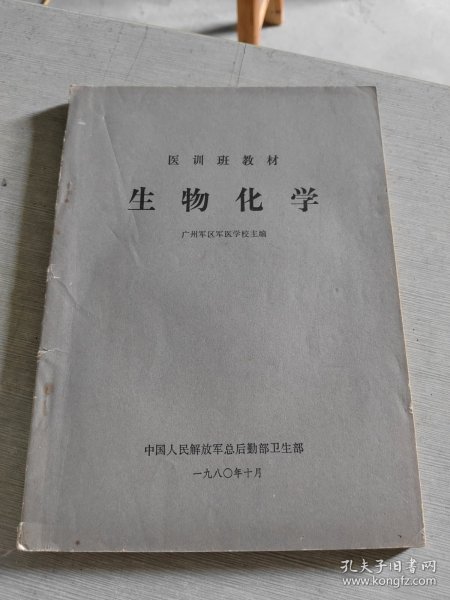 医训班教材
生物化学
广州军区军医学校主编
中国人民解放军总后勤部卫生部
一九八〇年十月
孔夫子旧书网
www.kongfz.com